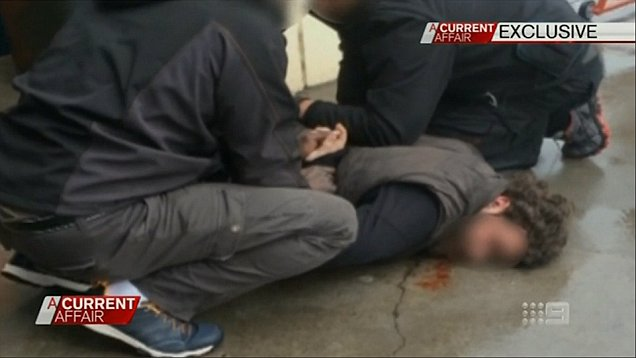 A CURRENT
AFFAIR
EXCLUSIVE
A CURRENT
AFFAIR
9